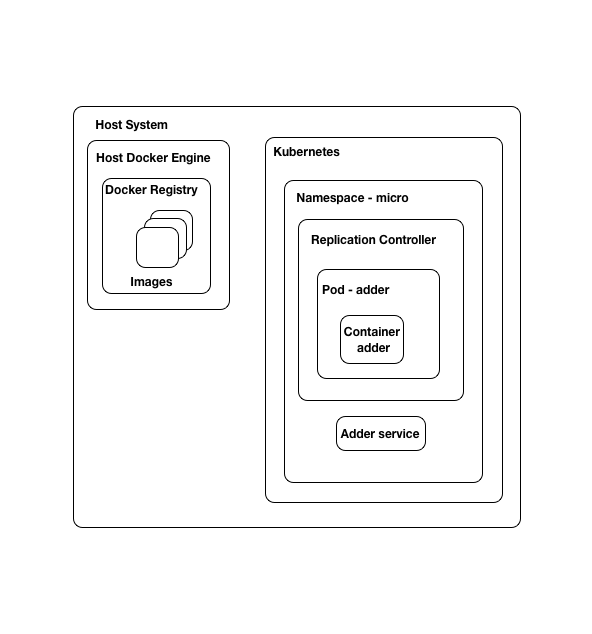 Host System
Host Docker Engine
Docker Registry
Images
Kubernetes
Namespace - micro
Replication Controller
Pod - adder
Container
adder
Adder service